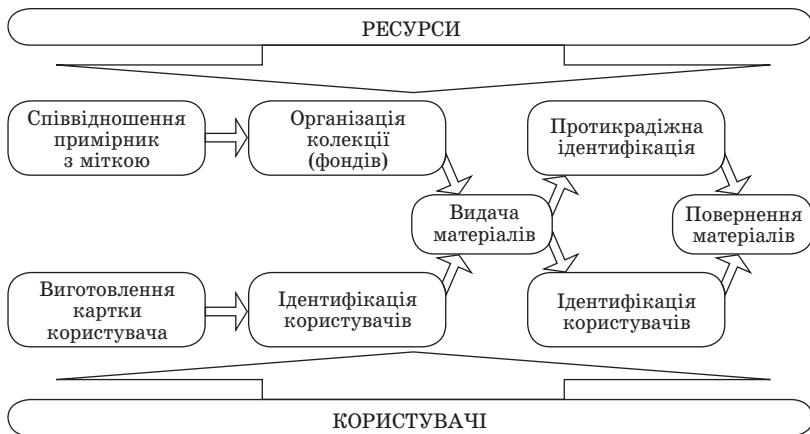 РЕСУРСИ
Співвідношення
примірник
з міткою
Організація
колекції
(фондів)
Протикрадіжна
ідентифікація
Видача
матеріалів
Повернення
матеріалів
Виготовлення
картки
користувача
Ідентифікація
користувачів
Ідентифікація
користувачів
КОРИСТУВАЧІ